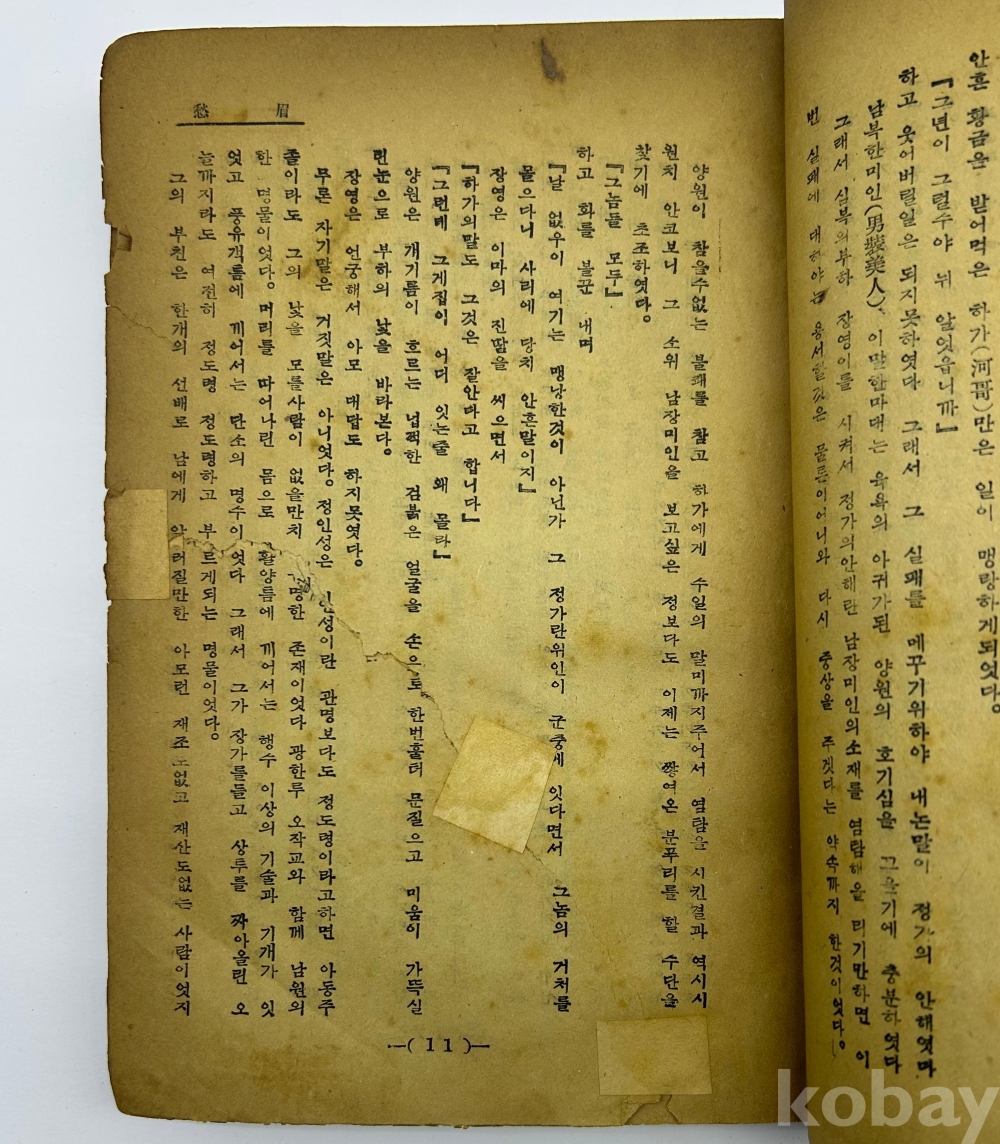 안흔 황금은 받어먹은 하가(河哥)만은 일이 맹랑하게되엇다。
『그년이 그럴수야 뉘 알엇슴니까』
하고 웃어버릴일은 되지못하엿다 그래서 그 실패를 메꾸기위하야 내논말이 정가의 안해엿다
남복한미인(男裝美人)、이말한마대는 육욕의 아귀가된 양원의 호기심을 끄을기에 충분하엿다
그래서 심복의부하 장영이를 시켜서 정가의안해란 남장미인의소재를 염탐해올리기만하면 이
번 실패에 대하야는 용서할것은 물론이어니와 다시 중상을 주겟다는 약속까지 한것이엇다。
眉愁
양원이 참을수없는 불쾌를 참고 하가에게 수일의 말미까지주어서 염탐을 시킨결과 역시시
원치 안코보니 그 소위 남장미인을 보고싶은 정보다도 이제는 쌓여온 분푸리를 할 수단을
찾기에 초조하엿다。
『그놈들 모두』
하고 화를 불끈 내며
『날 없우이 여기는 맹낭한것이 아닌가 그 정가란위인이 군중세 잇다면서 그놈의 거처를
몰으다니 사리에 당치 안흔말이지』
장영은 이마의 진땀을 씨으면서
『하가의말도 그것은 잘안다고 합니다』
『그런데 그게집이 어디 잇는줄 왜 몰라』
양원은 개기름이 흐르는 넙쩍한 검붉은 얼굴을 손으로 한번훌터 문질으고 미움이 가뜩실
린눈으로 부하의 낯을 바라본다。
장영은 언궁해서 아모 대답도 하지못엿다。
무론 자기말은 거짓말은 아니엇다。정인성은 인성이란 관명보다도 정도령이라고하면 아동주
졸이라도 그의 낯을 모를사람이 없을만치 유명한 존재이엇다 광한루 오작교와 함께 남원의
한 명물이엇다。머리를 따어나린 몸으로 활양틈에 끼어서는 행수 이상의 기술과 기개가 잇
엇고 풍유객틈에 끼어서는 단소의 명수이엇다 그래서 그가 장가를들고 상투를 짜아올린 오
늘까지라도 여전히 정도령 정도령하고 부르게되는 명물이엇다。
그의 부친은 한개의 선배로 남에게 알려질만한 아모런 재조도없고 재산도없는 사람이엇지
—(11)—
kobay